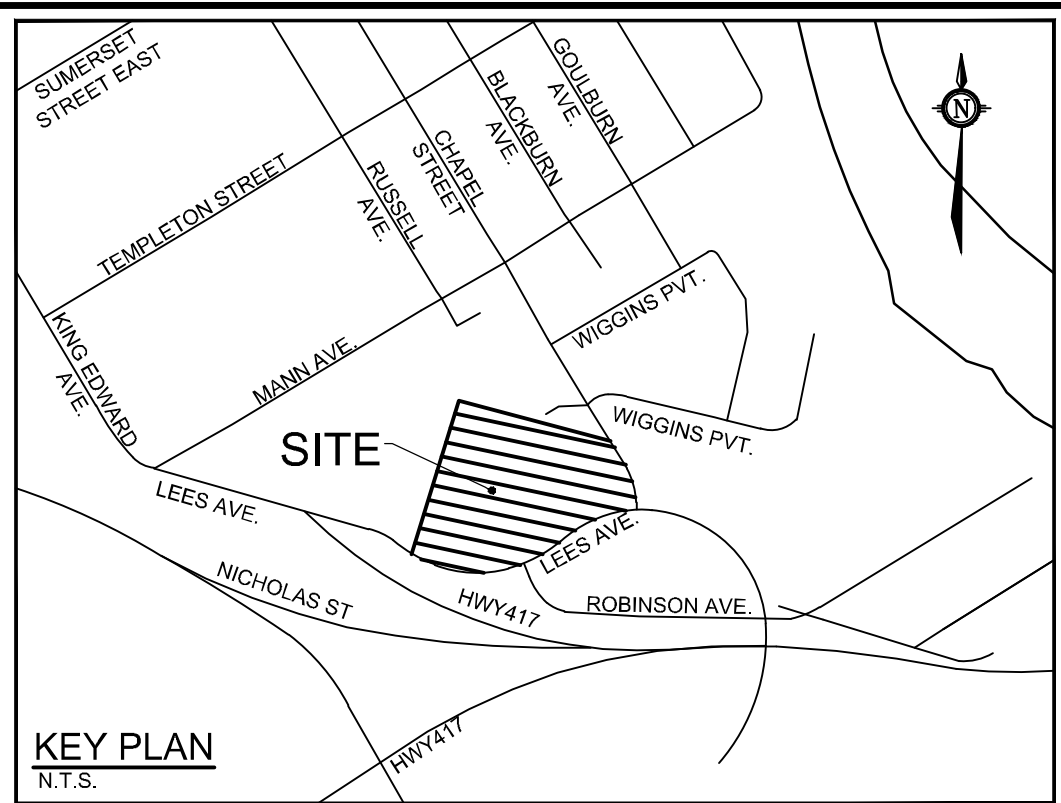 SUMERSET
STREET EAST
TEMPLETON STREET
RUSSELL
AVE.
CHAPEL
STREET
BLACKBURN
AVE.
GOULBURN
AVE.
N
KING EDWARD
AVE.
MANN AVE.
WIGGINS PVT.
WIGGINS PVT.
SITE
LEES AVE.
LEES AVE.
NICHOLAS ST
HWY417
ROBINSON AVE.
HWY417
KEY PLAN
N.T.S.